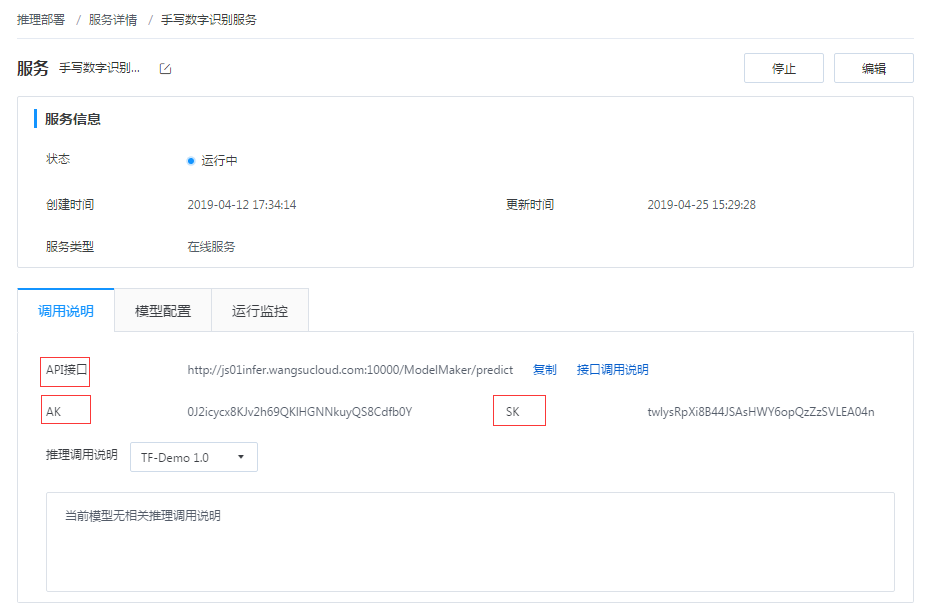 推理部署 / 服务详情 / 手写数字识别服务
服务 手写数字识别...
停止 编辑
服务信息
状态 运行中
创建时间 2019-04-12 17:34:14 更新时间 2019-04-25 15:29:28
服务类型 在线服务
调用说明 模型配置 运行监控
API接口 http://js01infer.wangsucloud.com:10000/ModelMaker/predict 复制 接口调用说明
AK 0J2icycx8KJv2h69QKlHGNNkuyQS8Cdfb0Y SK twlysRpXi8B44JSAsHWY6opQzZzSVLEA04n
推理调用说明 TF-Demo 1.0
当前模型无相关推理调用说明